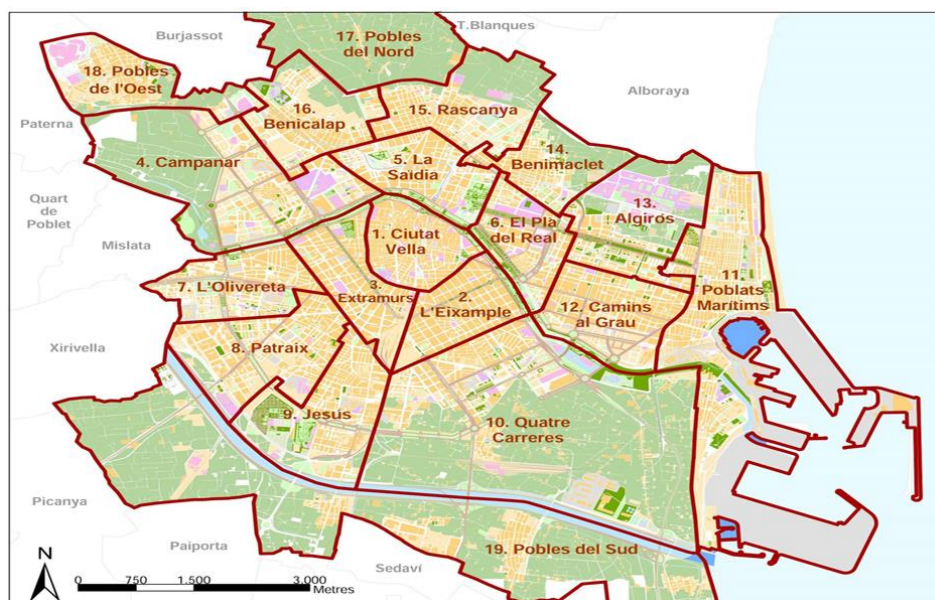 Burjassot
T.Blanques
17. Pobles
del Nord
18. Pobles
de l'Oest
Alboraya
16.
Benicalap
15. Rascanya
Paterna
4. Campanar
5. La
Saïdia
14.
Benimaclet
Quart
de
Poblet
13.
Algirós
Mislata
1. Ciutat
Vella
6. El Pla
del Real
7. L'Olivereta
3.
Extramurs
2.
L'Eixample
11.
Poblats
Marítims
12. Camins
al Grau
Xirivella
8. Patraix
9. Jesús
10. Quatre
Carreres
Picanya
Paiporta
Sedaví
19. Pobles del Sud
N
0 750 1.500 3.000
Metres